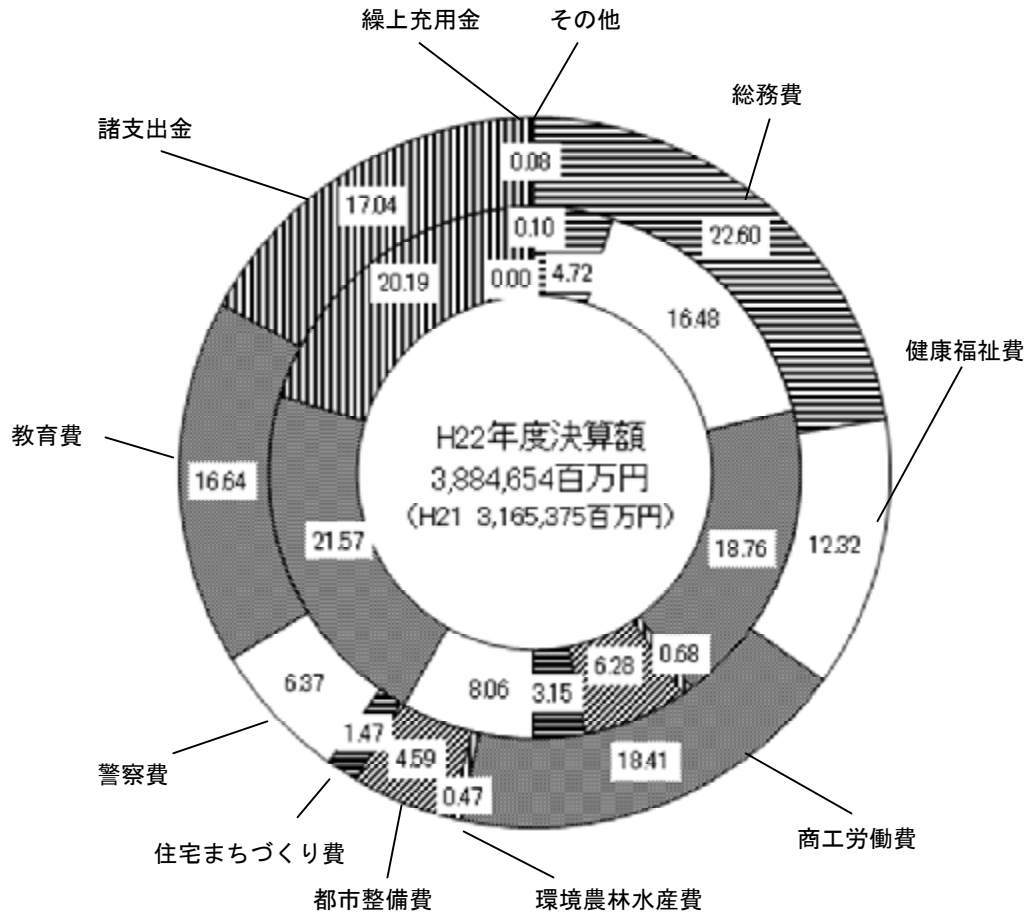 繰上充用金
その他
総務費
諸支出金
0.08
17.04
0.10
22.60
20.19
0.00
4.72
16.48
健康福祉費
教育費
H22年度決算額
3,884,654百万円
（H21 3,165,375百万円）
16.64
21.57
18.76
12.32
6.28
0.68
6.37
8.06
3.15
1.47
4.59
18.41
0.47
警察費
商工労働費
住宅まちづくり費
都市整備費
環境農林水産費